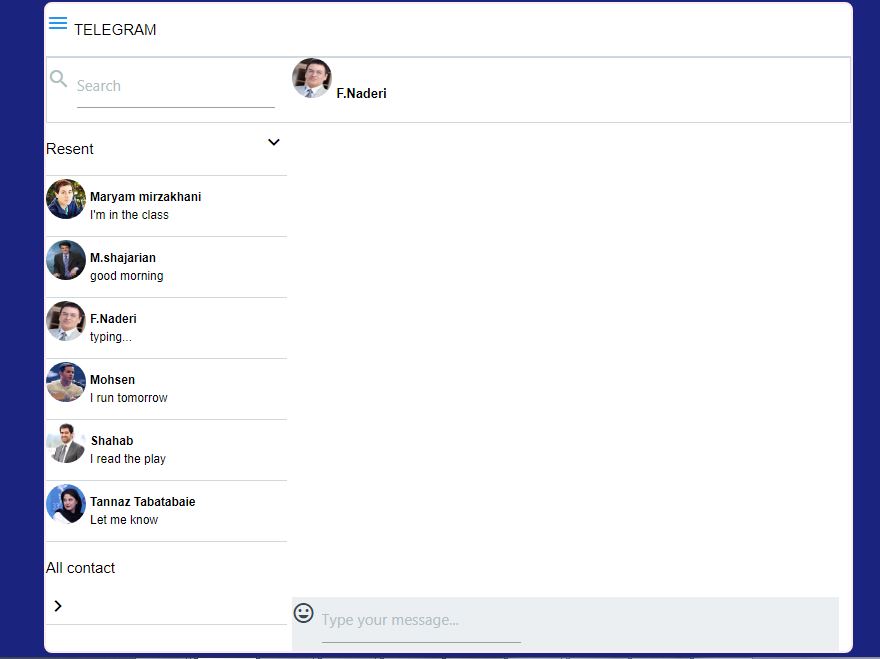 TELEGRAM
Search
F.Naderi
Resent
Maryam mirzakhani
I'm in the class
M.shajarian
good morning
F.Naderi
typing...
Mohsen
I run tomorrow
Shahab
I read the play
Tannaz Tabatabaie
Let me know
All contact
Type your message...